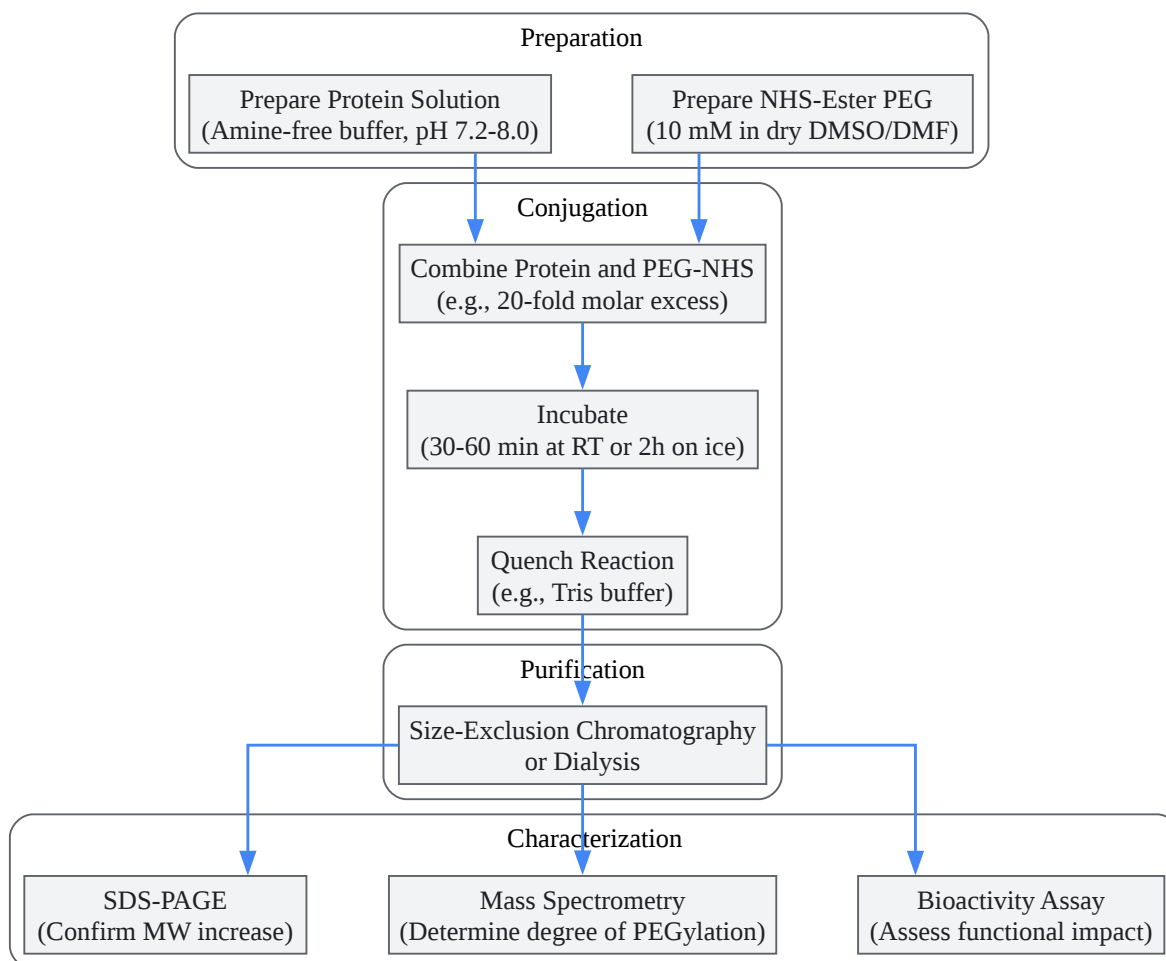 Preparation
Prepare Protein Solution
(Amine-free buffer, pH 7.2-8.0)
Prepare NHS-Ester PEG
(10 mM in dry DMSO/DMF)
Conjugation
Combine Protein and PEG-NHS
(e.g., 20-fold molar excess)
Incubate
(30-60 min at RT or 2h on ice)
Quench Reaction
(e.g., Tris buffer)
Purification
Size-Exclusion Chromatography
or Dialysis
Characterization
SDS-PAGE
(Confirm MW increase)
Mass Spectrometry
(Determine degree of PEGylation)
Bioactivity Assay
(Assess functional impact)